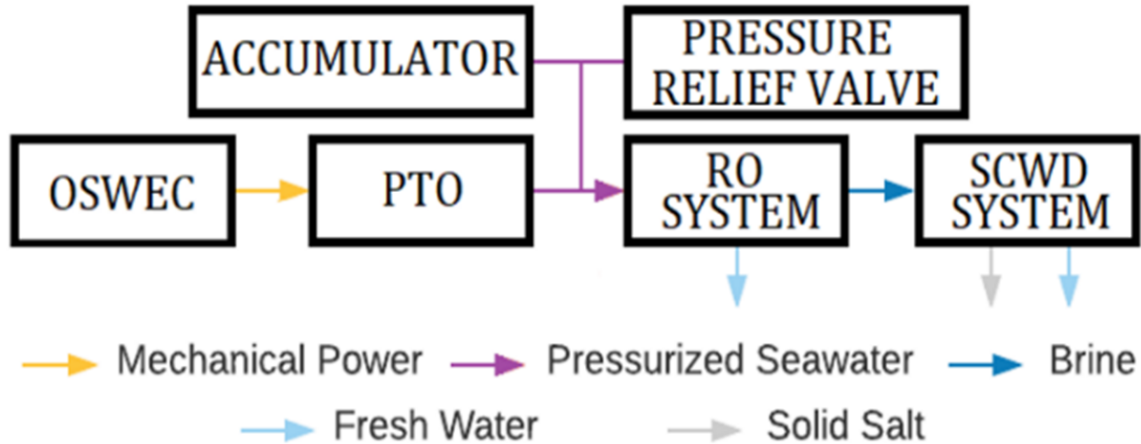 ACCUMULATOR
PRESSURE
RELIEF VALVE
OSWEC
PTO
RO
SYSTEM
SCWD
SYSTEM
Mechanical Power
Pressurized Seawater
Brine
Fresh Water
Solid Salt